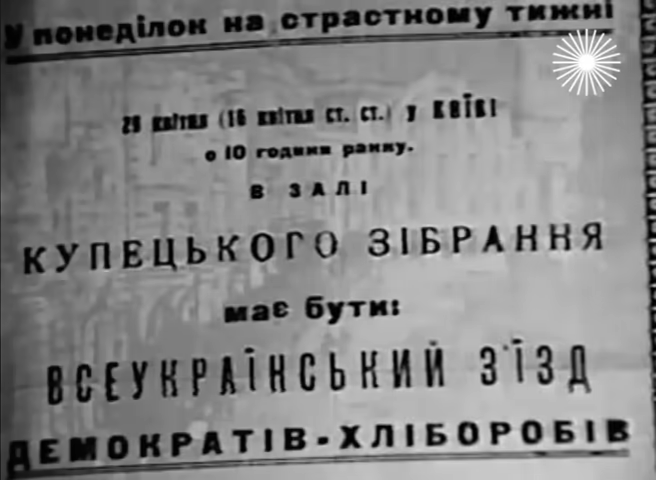 У понеділок на страстному тижні
29 квітня (16 квітня ст. ст.) у Київі
о 10 години ранку.
В ЗАЛІ
КУПЕЦЬКОГО ЗІБРАННЯ
має бути:
ВСЕУКРАЇНСЬКИЙ З'ЇЗД
ДЕМОКРАТІВ-ХЛІБОРОБІВ